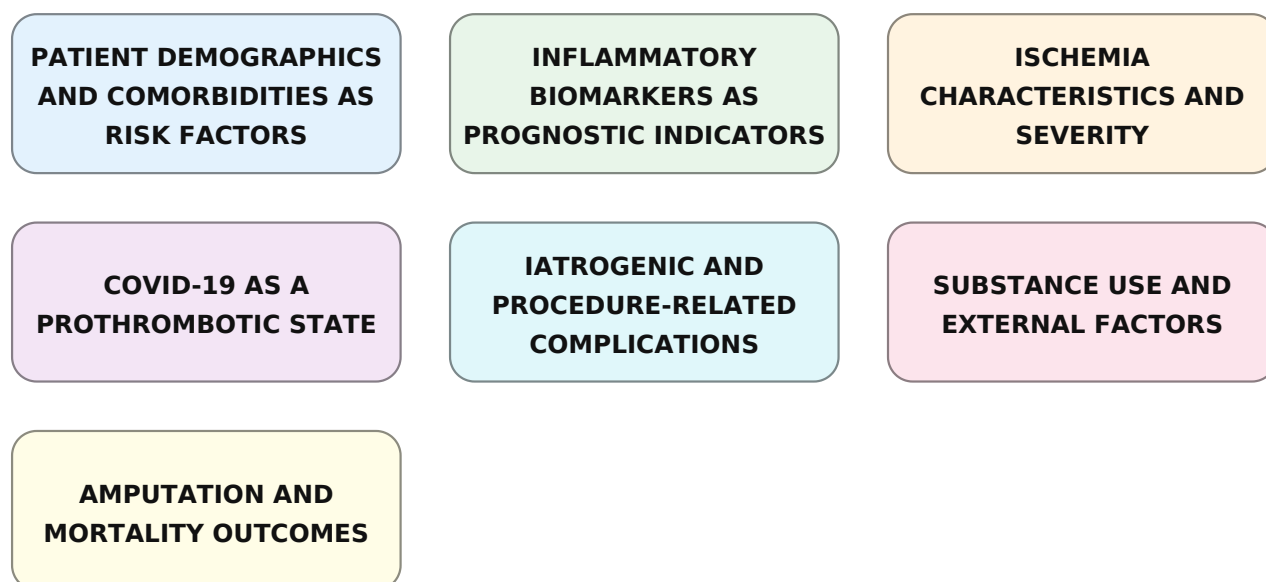 PATIENT DEMOGRAPHICS
AND COMORBIDITIES AS
RISK FACTORS
INFLAMMATORY
BIOMARKERS AS
PROGNOSTIC INDICATORS
ISCHEMIA
CHARACTERISTICS AND
SEVERITY
COVID-19 AS A
PROTHROMBOTIC STATE
IATROGENIC AND
PROCEDURE-RELATED
COMPLICATIONS
SUBSTANCE USE AND
EXTERNAL FACTORS
AMPUTATION AND
MORTALITY OUTCOMES